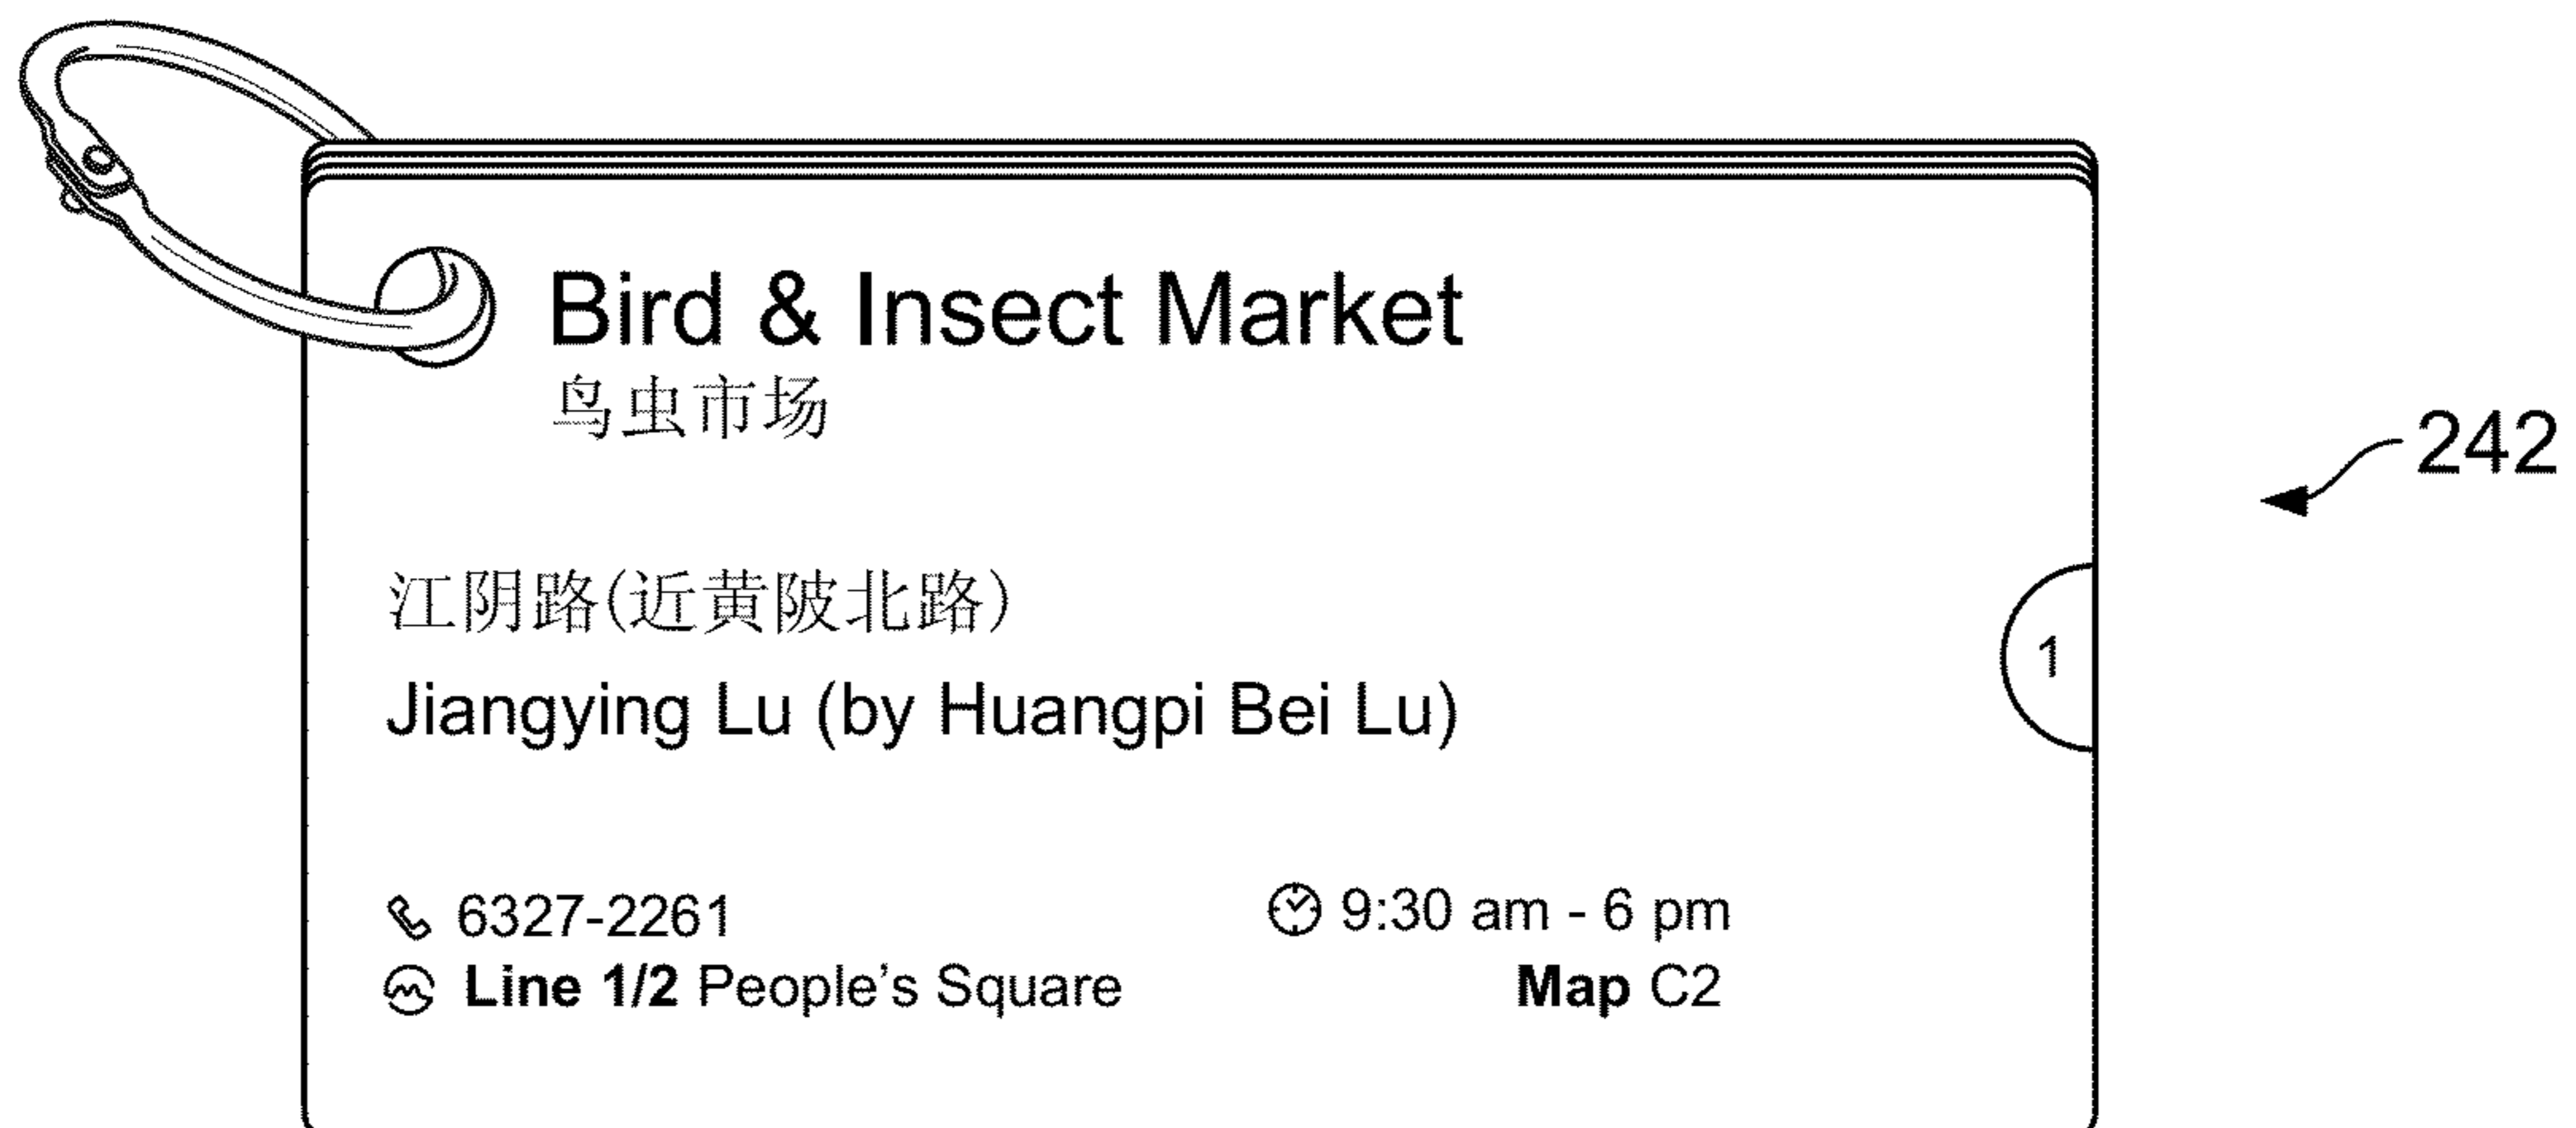 Bird & Insect Market
鸟虫市场
242
江阴路(近黄陂北路)
1
Jiangying Lu (by Huangpi Bei Lu)
6327-2261
9:30 am - 6 pm
Line 1/2 People's Square
Map C2